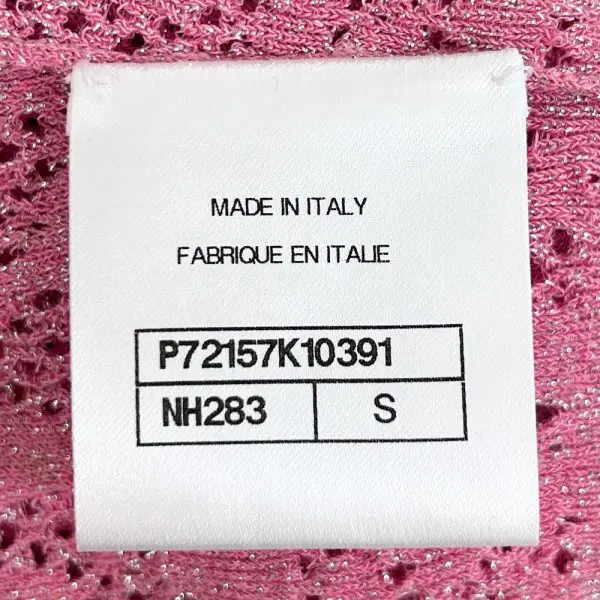 MADE IN ITALY
FABRIQUE EN ITALIE
P72157K10391
NH283 S